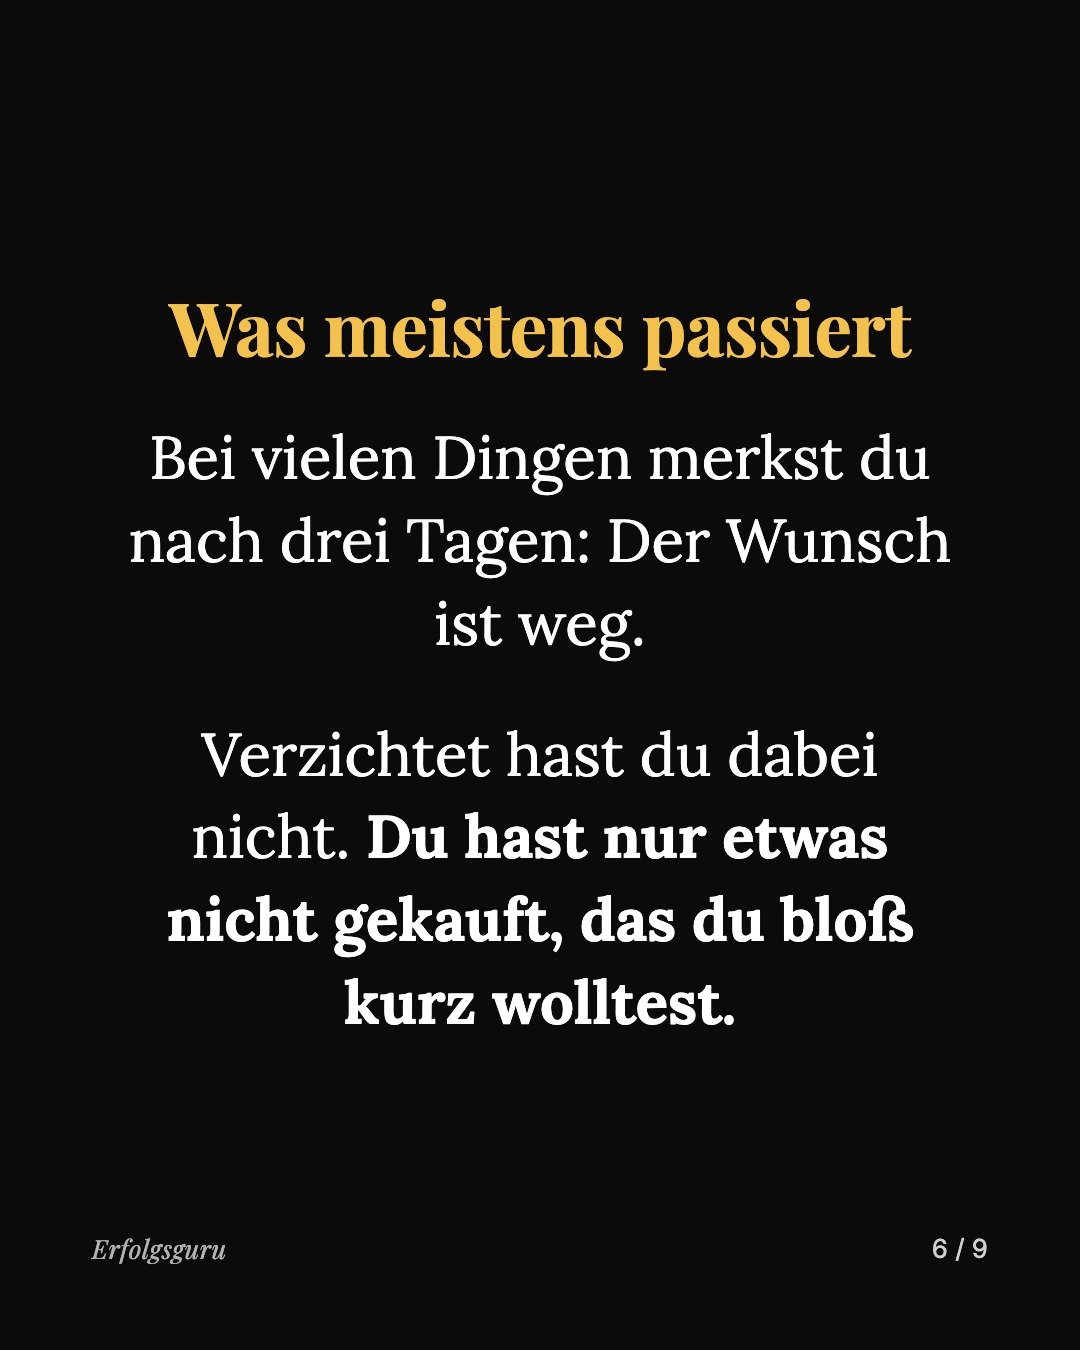 Was meistens passiert
Bei vielen Dingen merkst du
nach drei Tagen: Der Wunsch
ist weg.
Verzichtet hast du dabei
nicht. Du hast nur etwas
nicht gekauft, das du bloß
kurz wolltest.
Erfolgsguru
6 / 9